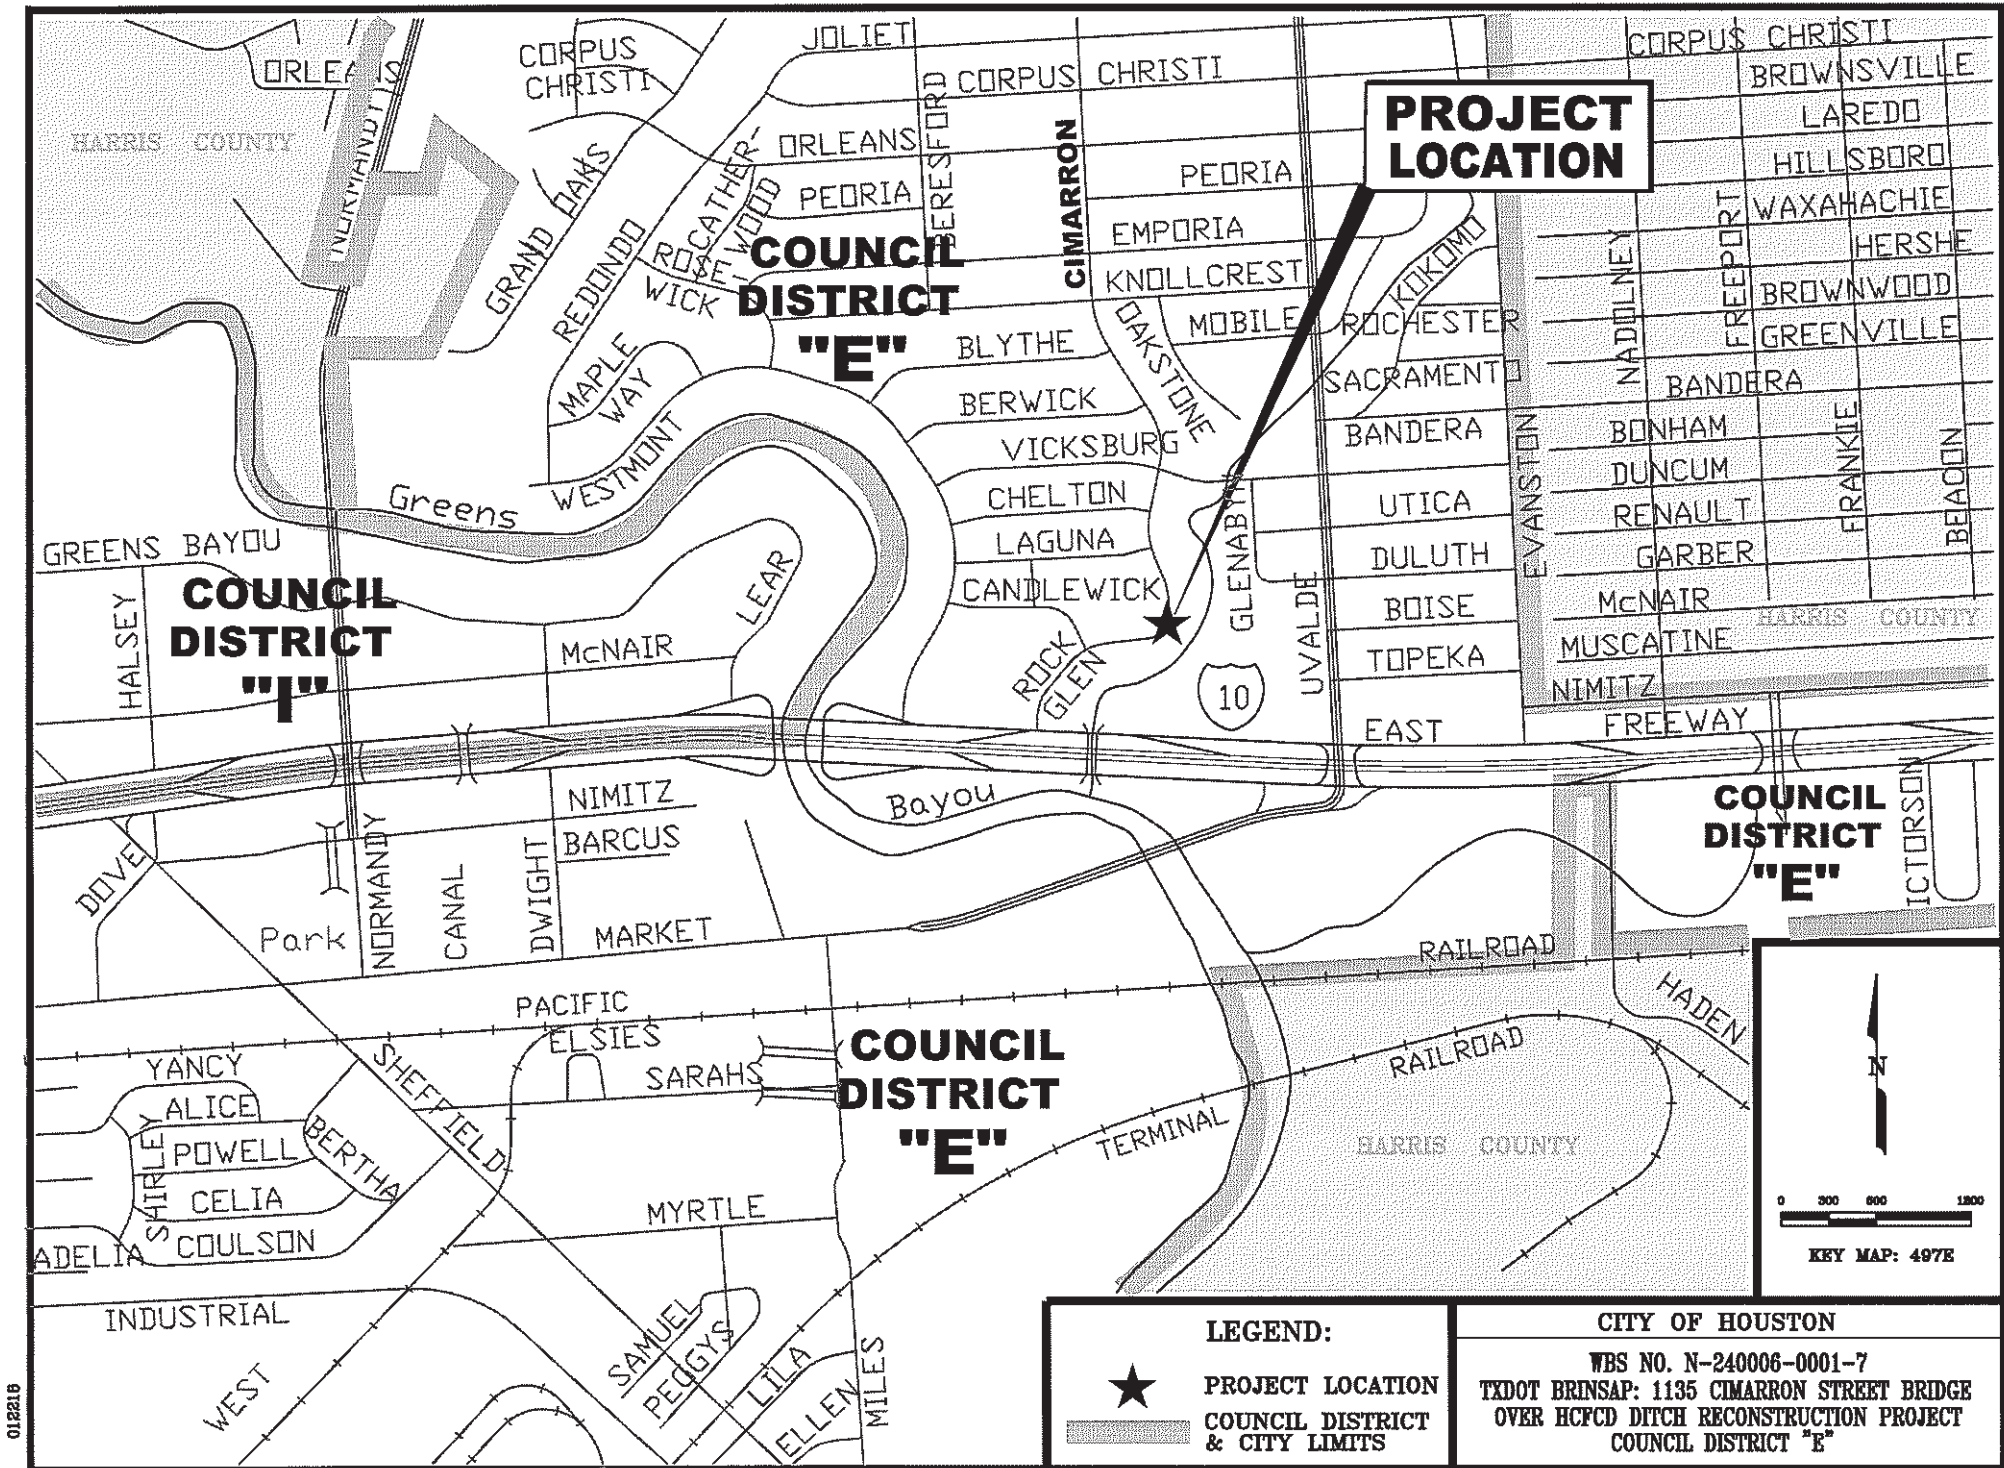 ORLEANS
CORPUS
CHRISTI
JOLIET
CORPUS CHRISTI
CORPUS CHRISTI
BROWNSVILLE
PROJECT
LOCATION
LAREDO
HARRIS COUNTY
NORMANDY
GRAND OAKS
REDONDO
ROCATHER-
WOOD
ORLEANS
BERESFORD
PEORIA
CIMARRON
PEORIA
HILLSBORO
WAXAHACHIE
EMPORIA
HERSHE
KNOLLCREST
KOKOMO
NADOLNEY
FREEPORT
BROWNWOOD
ROSE-
WICK
COUNCIL
DISTRICT
"E"
MOBILE
ROCHESTER
GREENVILLE
BLYTHE
OAKSTONE
MAPLE
WAY
SACRAMENTO
BANDERA
BERWICK
BANDERA
BONHAM
VICKSBURG
WESTMONT
EVANSTON
DUNCUM
FRANKIE
BEACON
Greens
CHELTON
UTICA
RENAULT
GREENS BAYOU
LAGUNA
DULUTH
GARBER
COUNCIL
DISTRICT
"I"
LEAR
CANDLEWICK
GLENABBY
UVALDE
BOISE
McNAIR
HARRIS COUNTY
HALSEY
McNAIR
ROCK
GLEN
TOPEKA
MUSCATINE
10
NIMITZ
EAST
FREEWAY
NIMITZ
Bayou
COUNCIL
DISTRICT
"E"
ICTORSON
BARCUS
DOVE
NORMANDY
CANAL
DWIGHT
Park
MARKET
RAILROAD
HADEN
PACIFIC
ELSIES
COUNCIL
DISTRICT
"E"
RAILROAD
YANCY
SHEFFIELD
SARAHS
ALICE
SHIRLEY
POWELL
BERTHA
TERMINAL
HARRIS COUNTY
CELIA
MYRTLE
ADELIA
COULSON
INDUSTRIAL
SAMUEL
PEGGYS
LILA
ELLEN
MILES
WEST
N
0 300 600 1200
KEY MAP: 497E
LEGEND:
PROJECT LOCATION
COUNCIL DISTRICT
& CITY LIMITS
CITY OF HOUSTON
WBS NO. N-240006-0001-7
TXDOT BRINSAP: 1135 CIMARRON STREET BRIDGE
OVER HCFCD DITCH RECONSTRUCTION PROJECT
COUNCIL DISTRICT "E"
012216